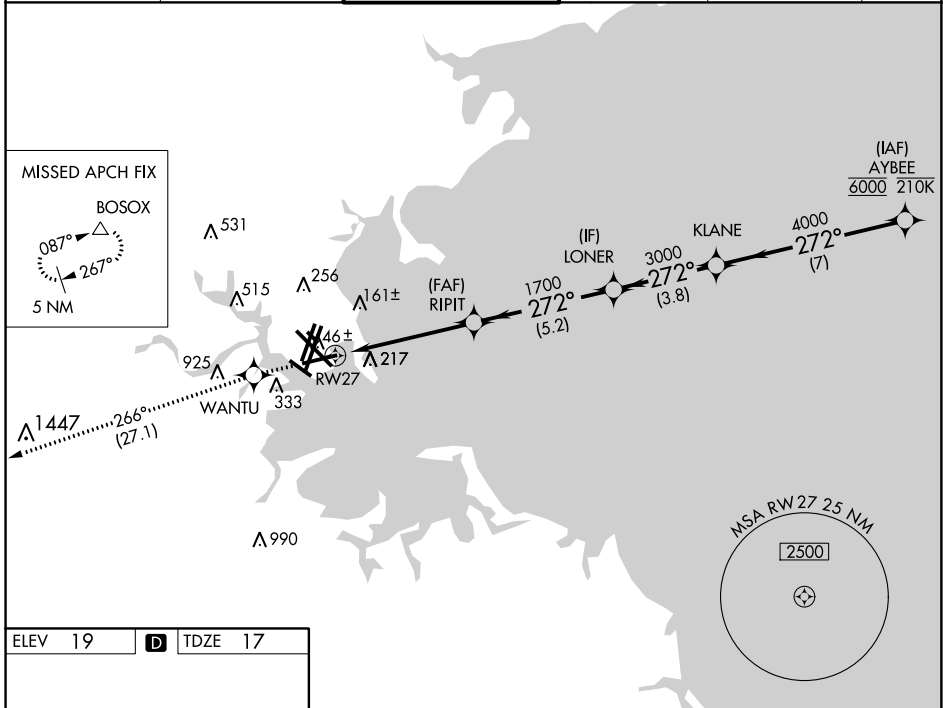 MISSED APCH FIX
BOSOX
087°
267°
5 NM
531
515
256
161±
46±
217
925
WANTU
333
RW27
1447
266°
(27.1)
990
(FAF)
RIPIT
1700
272°
(5.2)
(IF)
LONER
3000
272°
(3.8)
KLANE
4000
272°
(7)
(IAF)
AYBEE
6000 210K
MSA RW27 25 NM
2500
ELEV 19 D TDZE 17